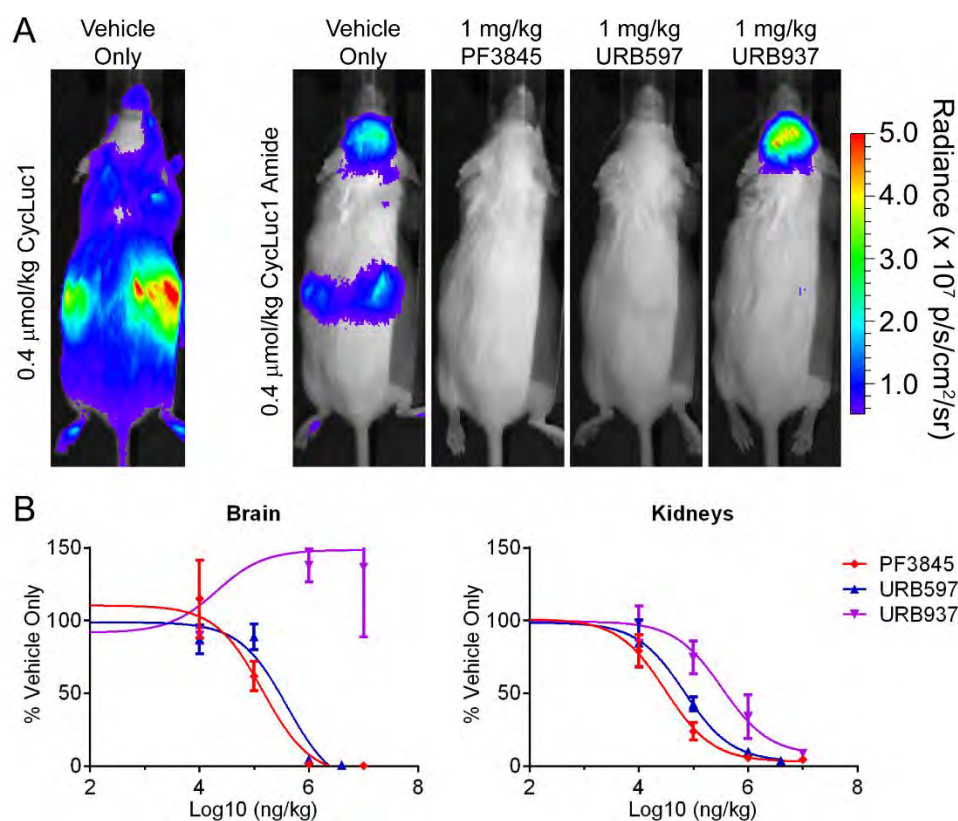 A
Vehicle
Only
Vehicle
Only
1 mg/kg
PF3845
1 mg/kg
URB597
1 mg/kg
URB937
0.4 μmol/kg CycLuc1
0.4 μmol/kg CycLuc1 Amide
5.0
4.0
3.0
2.0
1.0
Radiance (x 10⁷ p/s/cm²/sr)
B
Brain
% Vehicle Only
150
100
50
0
2
4
6
8
Log10 (ng/kg)
Kidneys
% Vehicle Only
150
100
50
0
2
4
6
8
Log10 (ng/kg)
PF3845
URB597
URB937